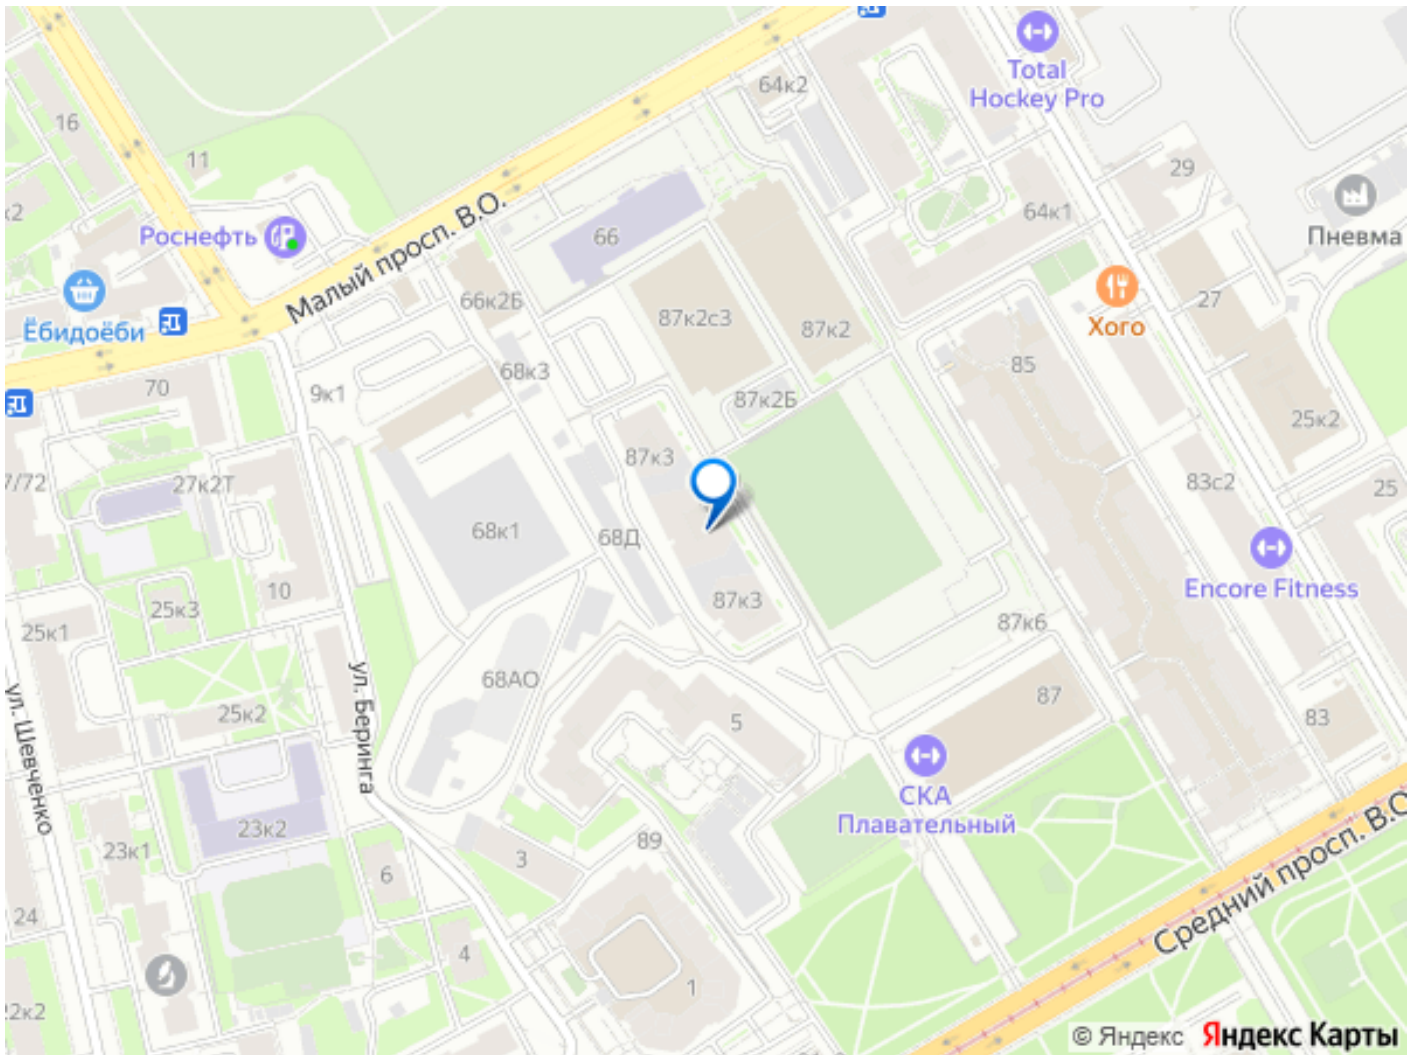 64к2
Total
Hockey Pro
16
11
29
к2
64к1
Роснефть
Малый просп. В.О.
66
Пневма
66к2Б
Ёбидоёби
87к2с3
87к2
27
Хого
68к3
85
70
9к1
87к2Б
25к2
87к3
7/72
27к2Т
83с2
25
68к1
68Д
Encore Fitness
10
25к3
87к3
25к1
87к6
68АО
ул. Шевченко
ул. Беринга
25к2
5
87
83
СКА
Плавательный
23к2
23к1
3
89
6
Средний просп. В.О.
24
4
1
22к2
© Яндекс Яндекс Карты